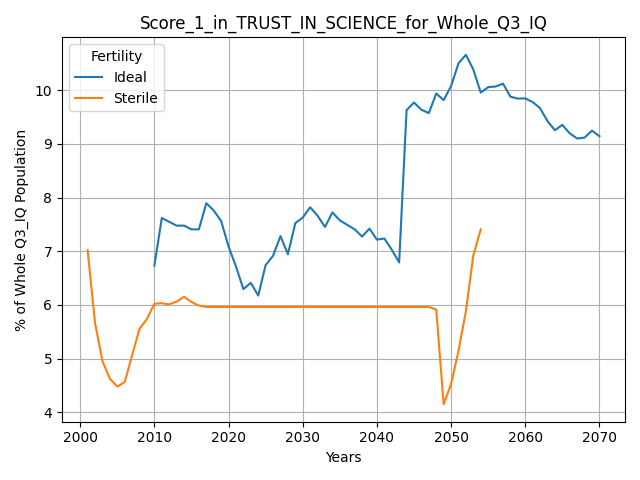 Score_1_in_TRUST_IN_SCIENCE_for_Whole_Q3_IQ
Fertility
Ideal
Sterile
% of Whole Q3_IQ Population
10
9
8
7
6
5
4
2000 2010 2020 2030 2040 2050 2060 2070
Years